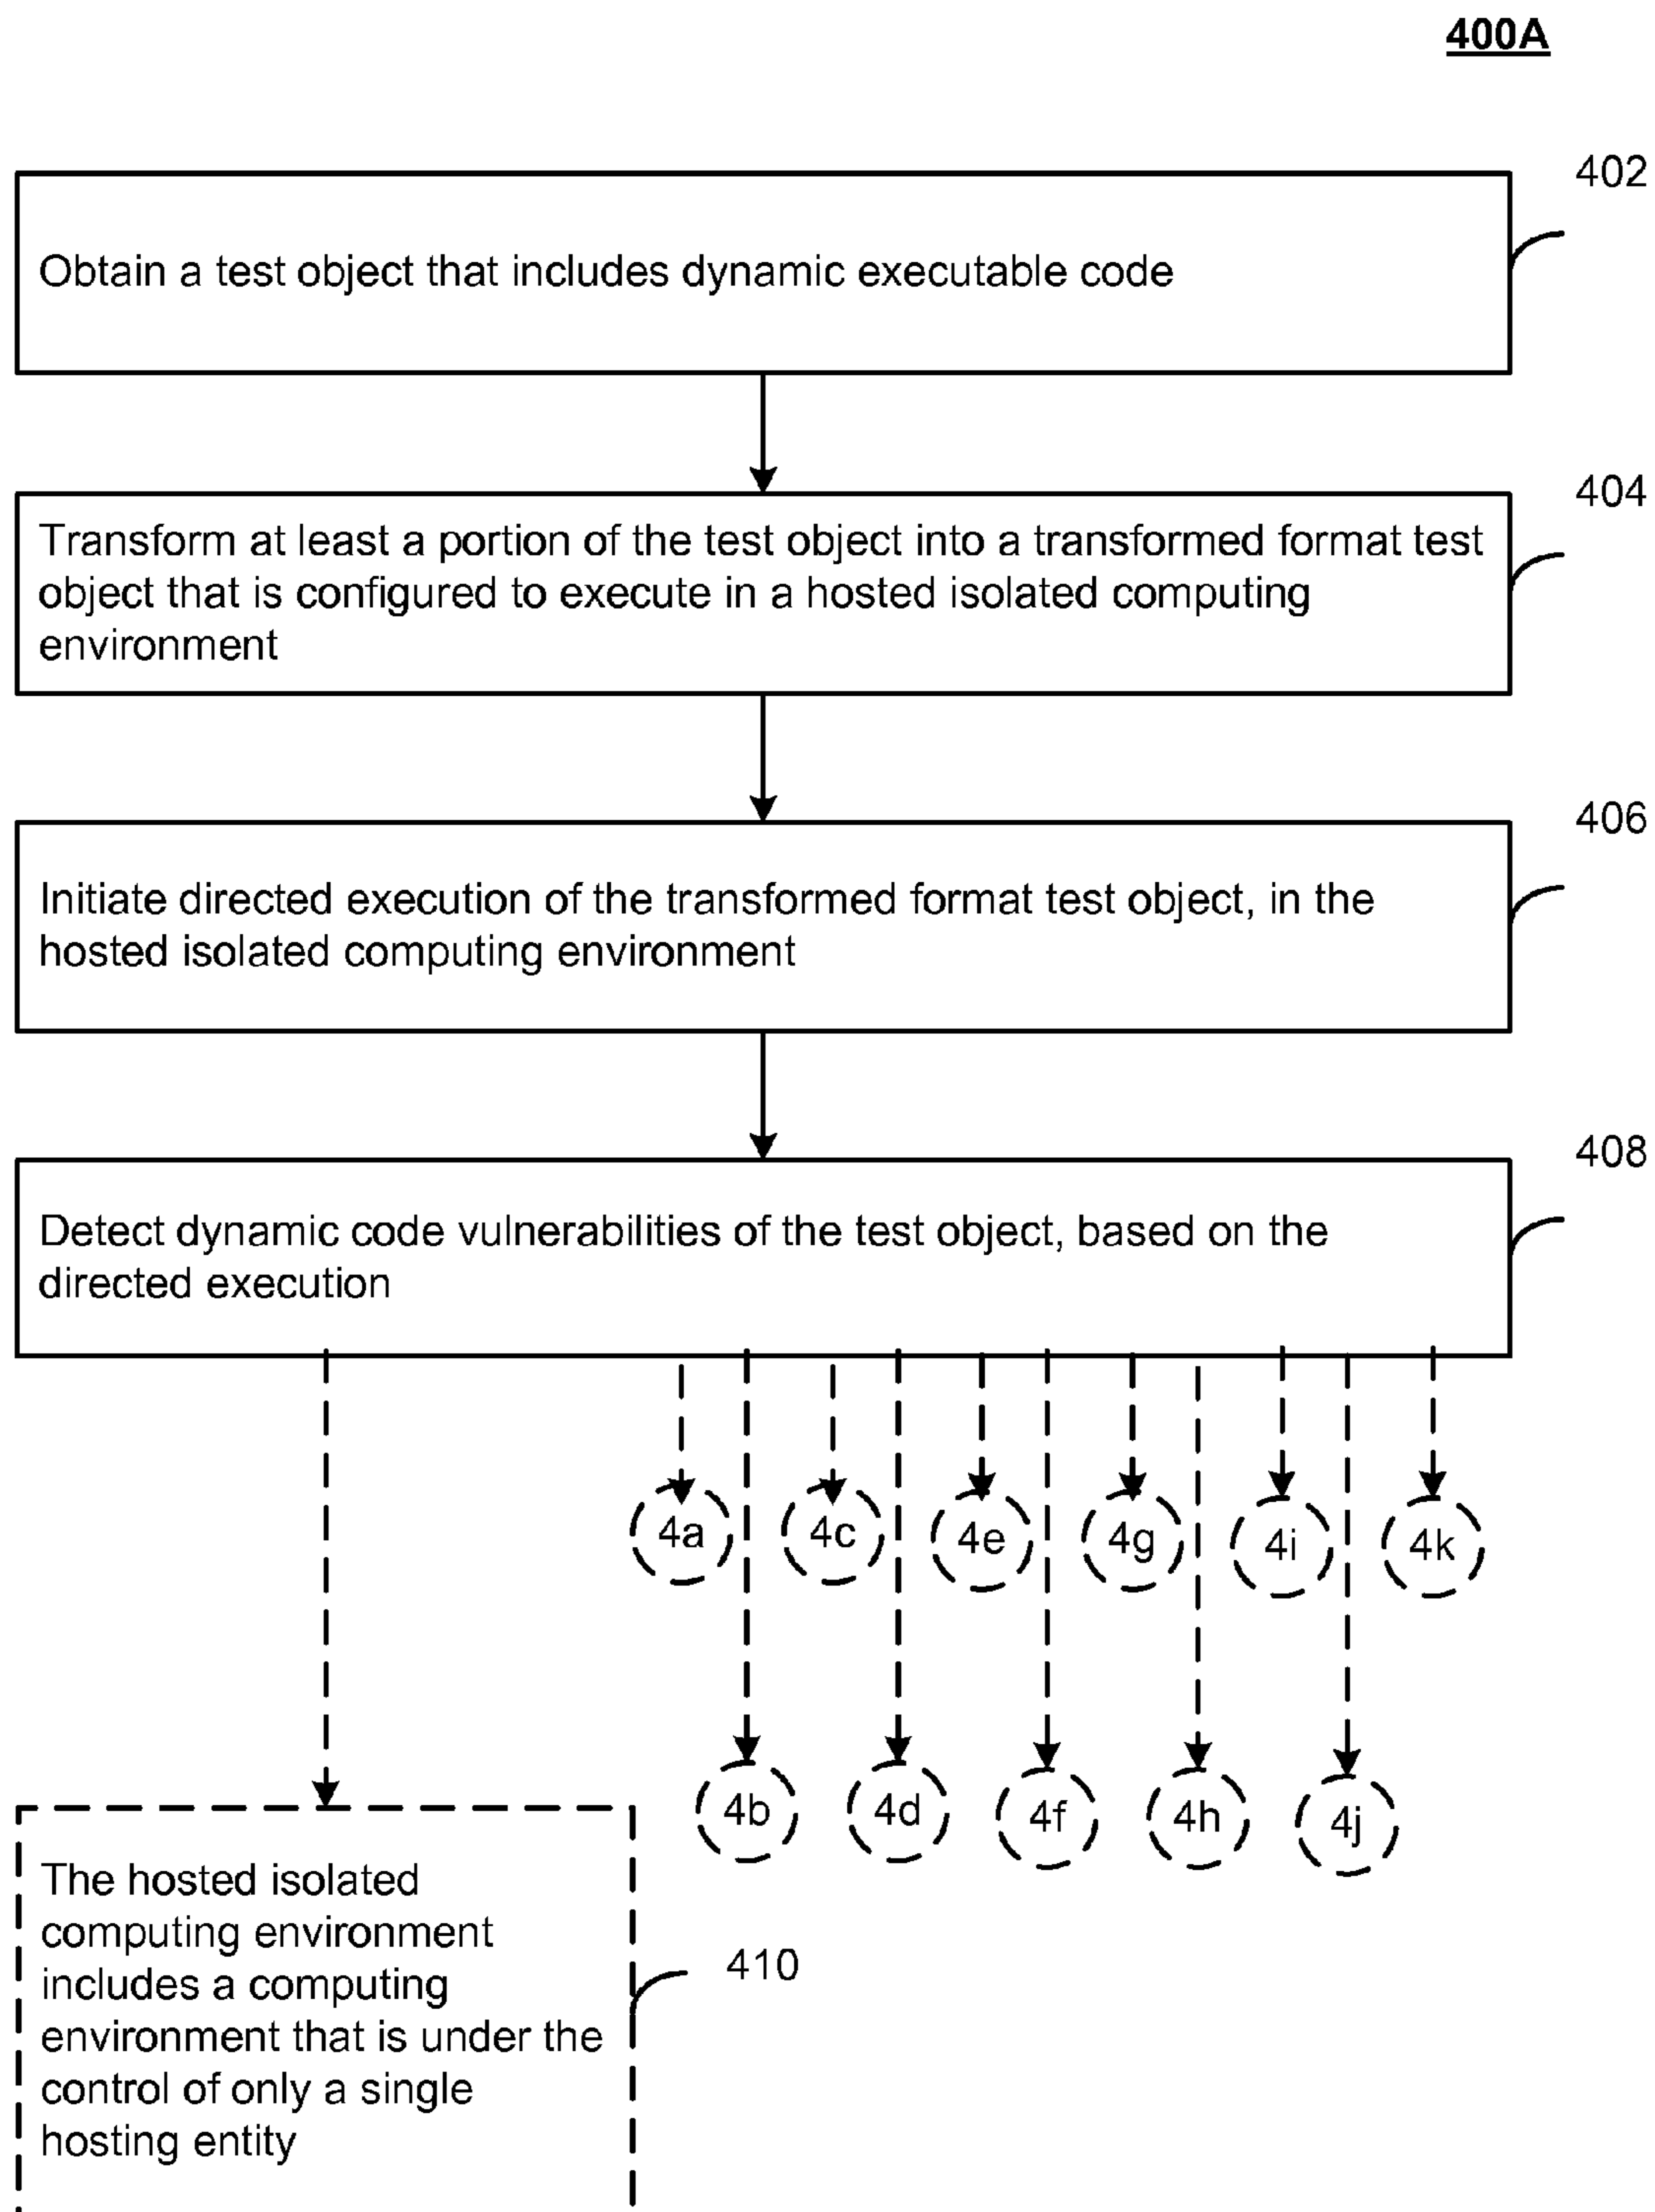 400A
402
Obtain a test object that includes dynamic executable code
404
Transform at least a portion of the test object into a transformed format test
object that is configured to execute in a hosted isolated computing
environment
406
Initiate directed execution of the transformed format test object, in the
hosted isolated computing environment
408
Detect dynamic code vulnerabilities of the test object, based on the
directed execution
4a
4c
4e
4g
4i
4k
4b
4d
4f
4h
4j
The hosted isolated
computing environment
includes a computing
environment that is under the
control of only a single
hosting entity
410